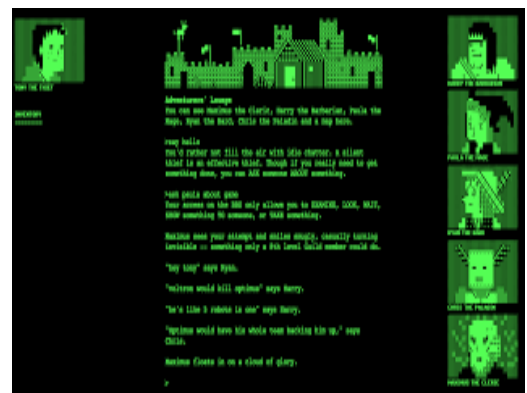 TONY THE THIEF
INVENTORY
Adventurers' Lounge
You can see Maximus the Cleric, Harry the Barbarian, Paula the
Mage, Ryan the Bard, Chris the Paladin and a map here.
>say hello
You'd rather not fill the air with idle chatter. A silent
thief is an effective thief. Though if you really need to get
something done, you can ASK someone ABOUT something.
>ask paula about game
Your access on the BBS only allows you to EXAMINE, LOOK, WAIT,
SHOW something TO someone, or TAKE something.
Maximus sees your attempt and smiles smugly, casually turning
invisible -- something only a 9th level Guild member could do.
"hey tony" says Ryan.
"voltron would kill optimus" says Harry.
"he's like 5 robots in one" says Harry.
"Optimus would have his whole team backing him up," says
Chris.
Maximus floats in on a cloud of glory.
>
HARRY THE BARBARIAN
PAULA THE MAGE
RYAN THE BARD
CHRIS THE PALADIN
MAXIMUS THE CLERIC